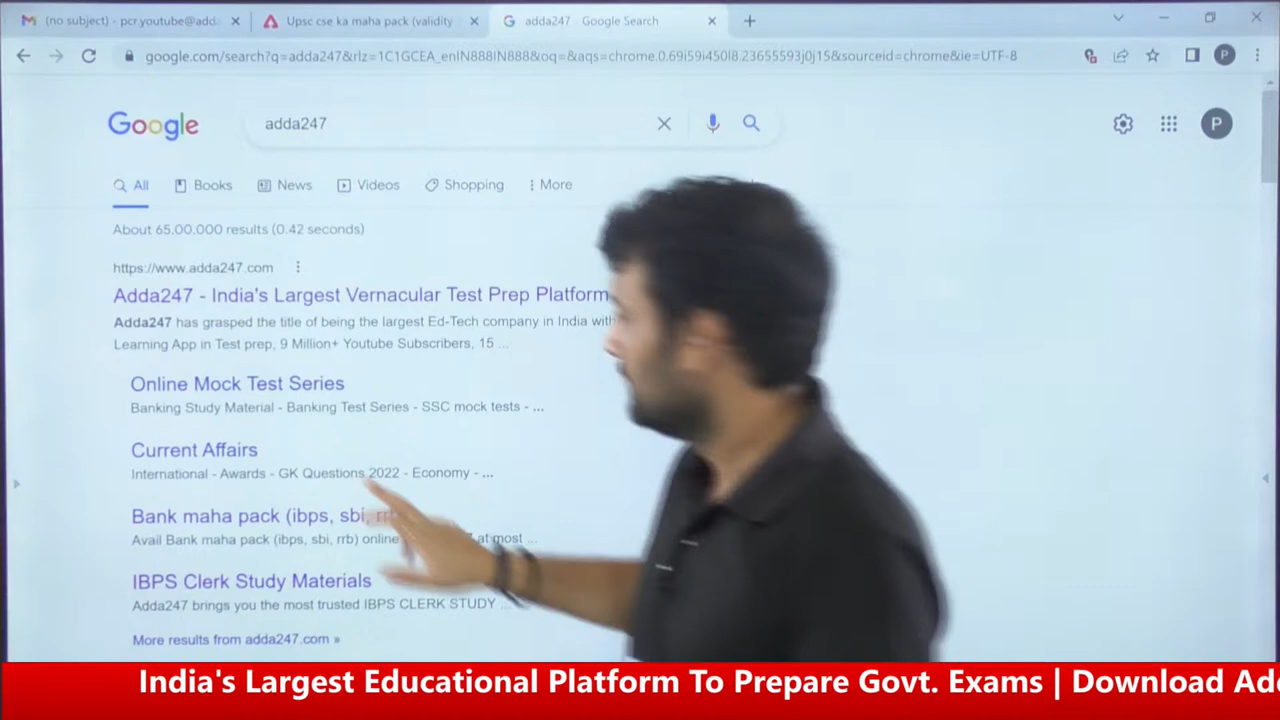 (no subject) - pcr.youtube@add
Upsc cse ka maha pack (validity
adda247 - Google Search
google.com/search?q=adda247&rlz=1C1GCEA_enIN888IN888&oq=&aqs=chrome.0.69i59i450l8.23655593j0j15&sourceid=chrome&ie=UTF-8
P
Google
adda247
P
All
Books
News
Videos
Shopping
More
About 65,00,000 results (0.42 seconds)
https://www.adda247.com
Adda247 - India's Largest Vernacular Test Prep Platform
Adda247 has grasped the title of being the largest Ed-Tech company in India with
Learning App in Test prep, 9 Million+ Youtube Subscribers, 15 ...
Online Mock Test Series
Banking Study Material - Banking Test Series - SSC mock tests - ...
Current Affairs
International - Awards - GK Questions 2022 - Economy - ...
Bank maha pack (ibps, sbi, rrb)
Avail Bank maha pack (ibps, sbi, rrb) online at most ...
IBPS Clerk Study Materials
Adda247 brings you the most trusted IBPS CLERK STUDY ...
More results from adda247.com »
India's Largest Educational Platform To Prepare Govt. Exams | Download Ad